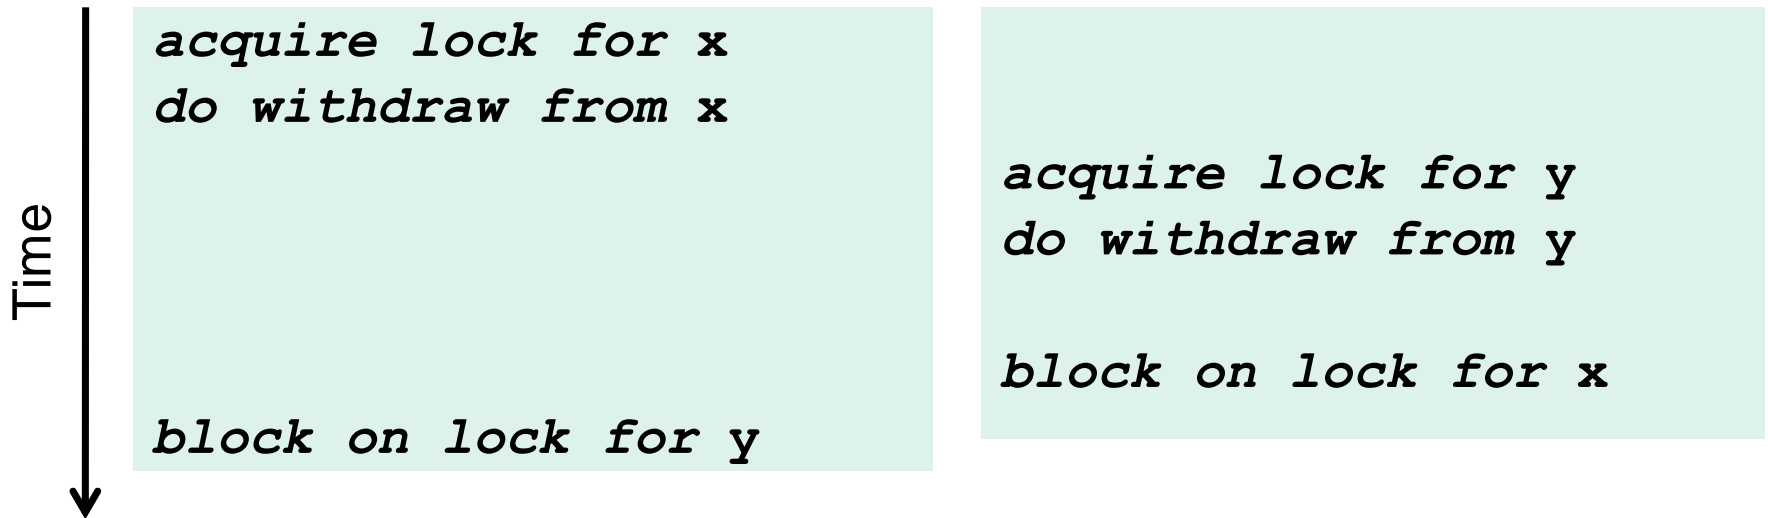 Time
acquire lock for x
do withdraw from x
block on lock for y
acquire lock for y
do withdraw from y
block on lock for x